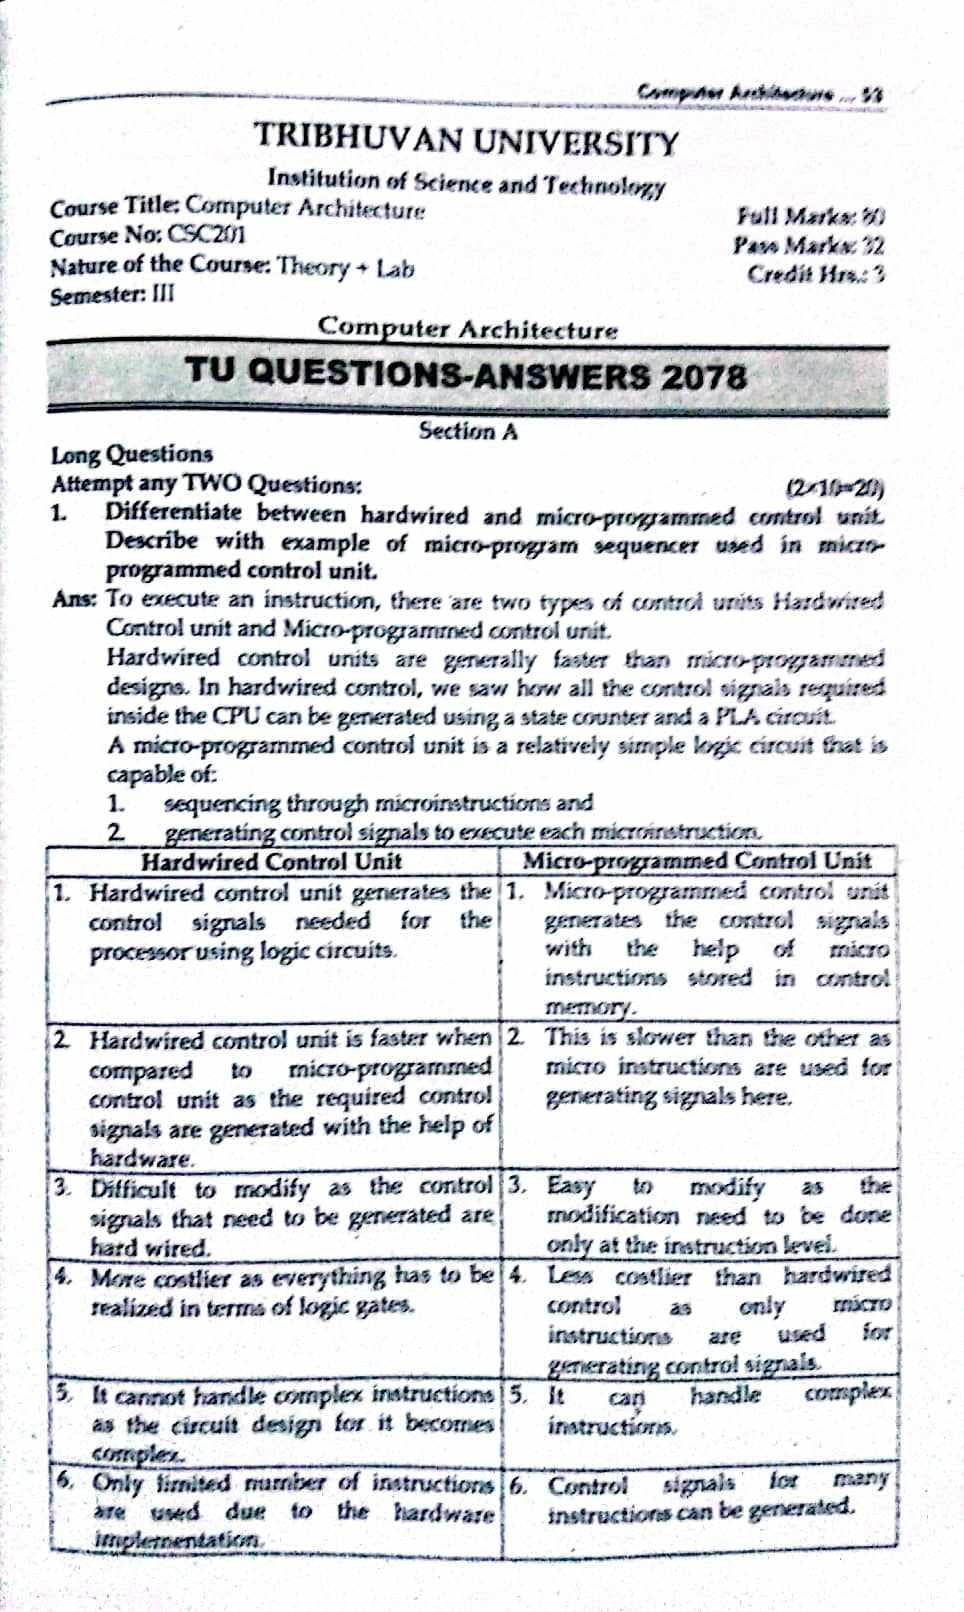 Computer Architecture ... 53
TRIBHUVAN UNIVERSITY
Institution of Science and Technology
Course Title: Computer Architecture
Full Marks: 80
Course No: CSC201
Pass Marks: 32
Nature of the Course: Theory + Lab
Credit Hrs.: 3
Semester: III
Computer Architecture
TU QUESTIONS-ANSWERS 2078
Section A
Long Questions
Attempt any TWO Questions: (2×10=20)
1. Differentiate between hardwired and micro-programmed control unit.
Describe with example of micro-program sequencer used in micro-
programmed control unit.
Ans: To execute an instruction, there are two types of control units Hardwired
Control unit and Micro-programmed control unit.
Hardwired control units are generally faster than micro-programmed
designs. In hardwired control, we saw how all the control signals required
inside the CPU can be generated using a state counter and a PLA circuit.
A micro-programmed control unit is a relatively simple logic circuit that is
capable of:
1. sequencing through microinstructions and
2. generating control signals to execute each microinstruction.
Hardwired Control Unit
Micro-programmed Control Unit
1. Hardwired control unit generates the
control signals needed for the
processor using logic circuits.
1. Micro-programmed control unit
generates the control signals
with the help of micro
instructions stored in control
memory.
2. Hardwired control unit is faster when
compared to micro-programmed
control unit as the required control
signals are generated with the help of
hardware.
2. This is slower than the other as
micro instructions are used for
generating signals here.
3. Difficult to modify as the control
signals that need to be generated are
hard wired.
3. Easy to modify as the
modification need to be done
only at the instruction level.
4. More costlier as everything has to be
realized in terms of logic gates.
4. Less costlier than hardwired
control as only micro
instructions are used for
generating control signals.
5. It cannot handle complex instructions
as the circuit design for it becomes
complex.
5. It can handle complex
instructions.
6. Only limited number of instructions
are used due to the hardware
implementation.
6. Control signals for many
instructions can be generated.